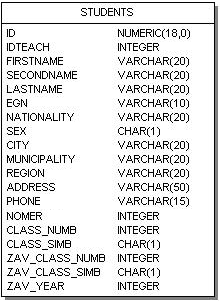 STUDENTS
ID NUMERIC(18,0)
IDTEACH INTEGER
FIRSTNAME VARCHAR(20)
SECONDNAME VARCHAR(20)
LASTNAME VARCHAR(20)
EGN VARCHAR(10)
NATIONALITY VARCHAR(20)
SEX CHAR(1)
CITY VARCHAR(20)
MUNICIPALITY VARCHAR(20)
REGION VARCHAR(20)
ADDRESS VARCHAR(50)
PHONE VARCHAR(15)
NOMER INTEGER
CLASS_NUMB INTEGER
CLASS_SIMB CHAR(1)
ZAV_CLASS_NUMB INTEGER
ZAV_CLASS_SIMB CHAR(1)
ZAV_YEAR INTEGER